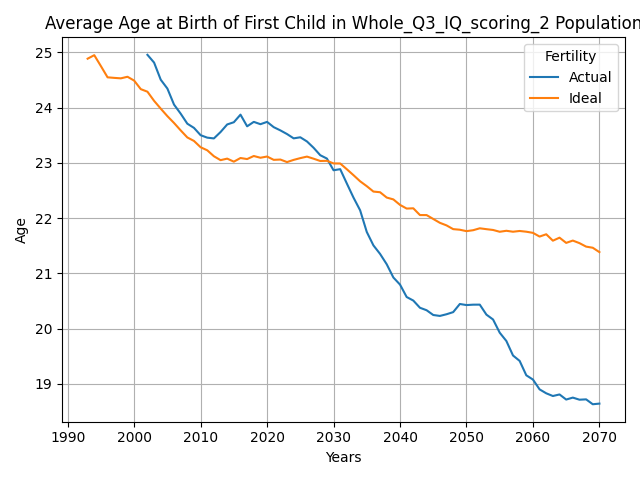 Average Age at Birth of First Child in Whole_Q3_IQ_scoring_2 Population
Fertility
Actual
Ideal
25
24
23
22
21
20
19
Age
1990
2000
2010
2020
2030
2040
2050
2060
2070
Years